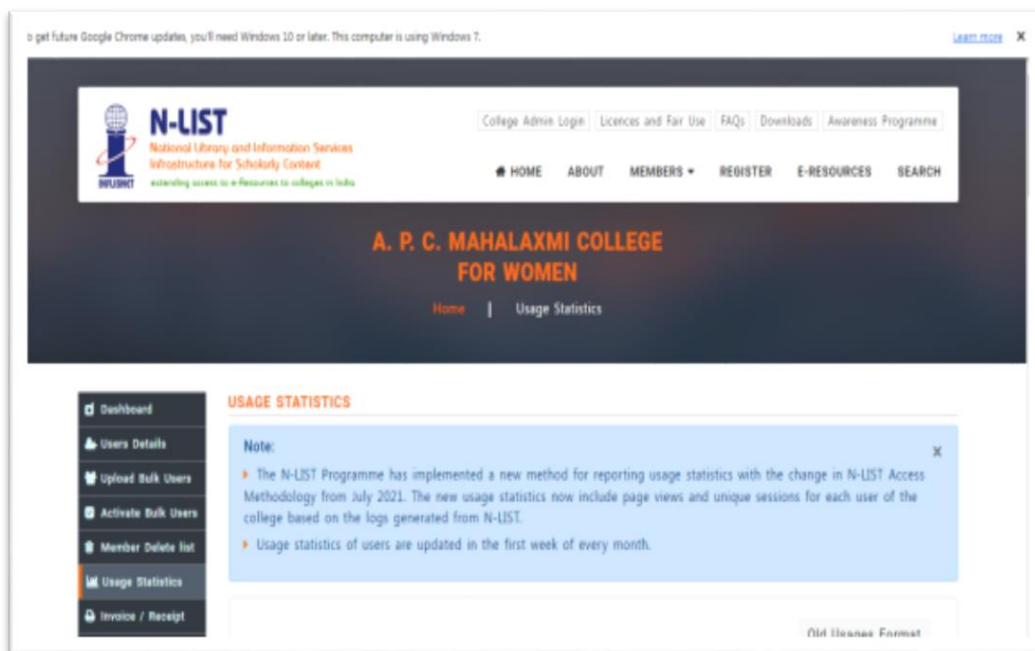 o get future Google Chrome updates, you'll need Windows 10 or later. This computer is using Windows 7.
Learn more X
N-LIST
National Library and Information Services
Infrastructure for Scholarly Content
extending access to e-Resources to colleges in India
INFLIBNET
College Admin Login Licences and Fair Use FAQs Downloads Awareness Programme
HOME ABOUT MEMBERS REGISTER E-RESOURCES SEARCH
A. P. C. MAHALAXMI COLLEGE
FOR WOMEN
Home | Usage Statistics
Dashboard
Users Details
Upload Bulk Users
Activate Bulk Users
Member Delete list
Usage Statistics
Invoice / Receipt
USAGE STATISTICS
Note: x
The N-LIST Programme has implemented a new method for reporting usage statistics with the change in N-LIST Access
Methodology from July 2021. The new usage statistics now include page views and unique sessions for each user of the
college based on the logs generated from N-LIST.
Usage statistics of users are updated in the first week of every month.
Old Usages Format